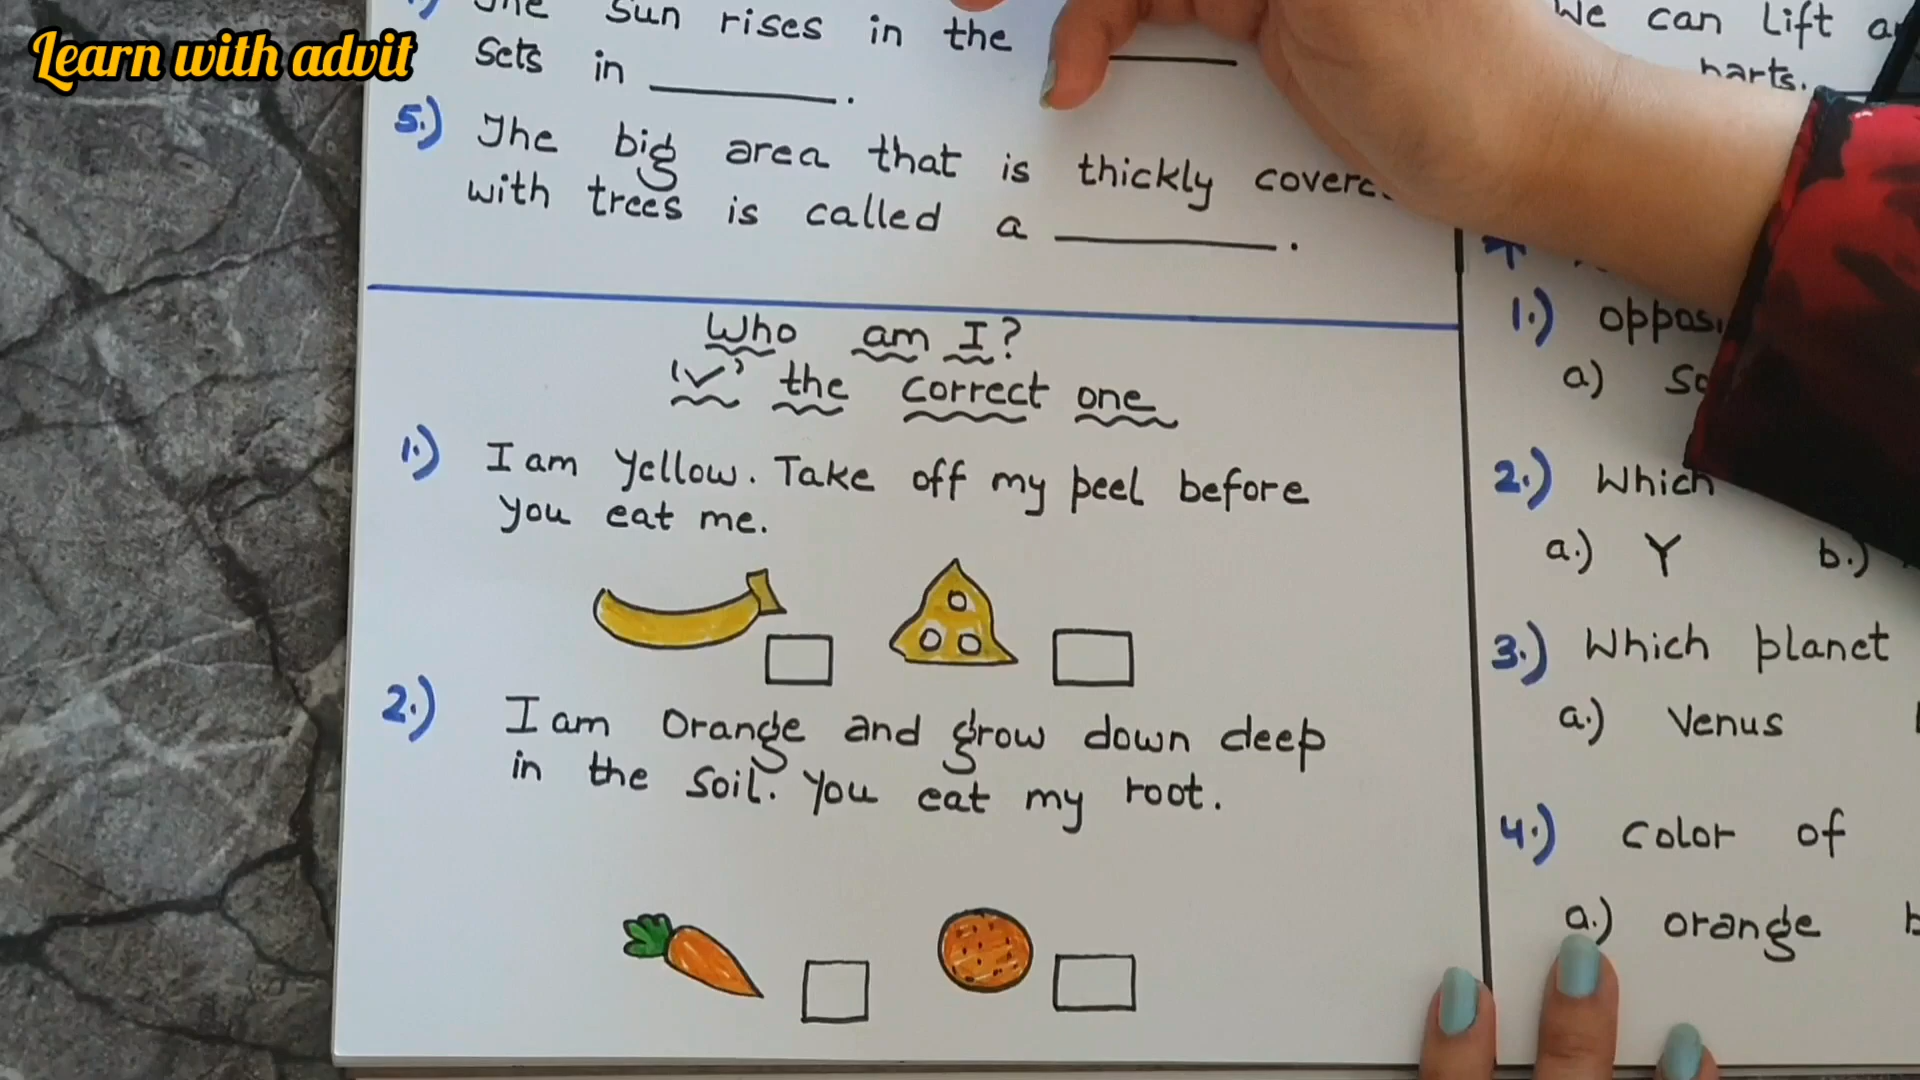 Learn with advit
Sun rises in the ______
Sets in ______.
5.) The big area that is thickly
with trees is called a ______.
Who am I?
'✓' the correct one
1.) I am yellow. Take off my peel before
you eat me.
2.) I am orange and grow down deep
in the soil. You eat my root.
We can lift
1.)
a)
2.) Which
a.) Y b.)
3.) Which planet
a.) Venus
4.) Color of
a.) orange